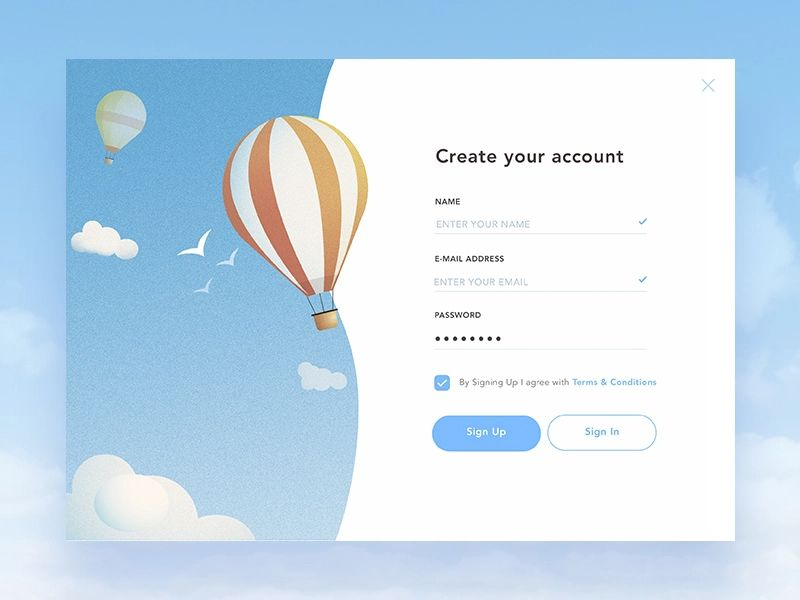 Create your account
NAME
ENTER YOUR NAME
E-MAIL ADDRESS
ENTER YOUR EMAIL
PASSWORD
By Signing Up I agree with Terms & Conditions
Sign Up
Sign In